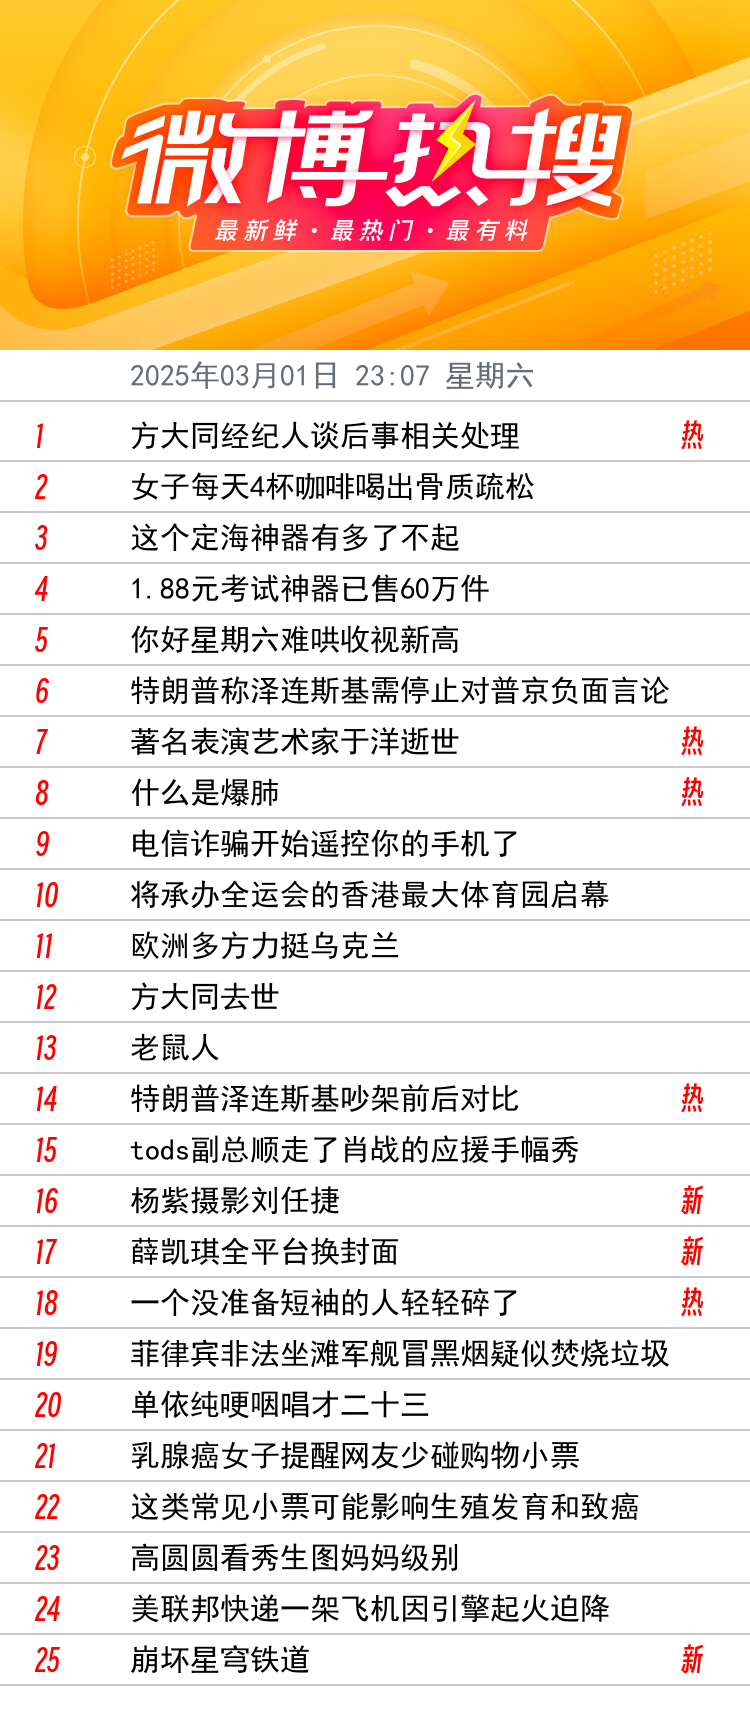 微博热搜
最新鲜·最热门·最有料
2025年03月01日 23:07 星期六
1 方大同经纪人谈后事相关处理 热
2 女子每天4杯咖啡喝出骨质疏松
3 这个定海神器有多了不起
4 1.88元考试神器已售60万件
5 你好星期六难哄收视新高
6 特朗普称泽连斯基需停止对普京负面言论
7 著名表演艺术家于洋逝世 热
8 什么是爆肺 热
9 电信诈骗开始遥控你的手机了
10 将承办全运会的香港最大体育园启幕
11 欧洲多方力挺乌克兰
12 方大同去世
13 老鼠人
14 特朗普泽连斯基吵架前后对比 热
15 tods副总顺走了肖战的应援手幅秀
16 杨紫摄影刘任捷 新
17 薛凯琪全平台换封面 新
18 一个没准备短袖的人轻轻碎了 热
19 菲律宾非法坐滩军舰冒黑烟疑似焚烧垃圾
20 单依纯哽咽唱才二十三
21 乳腺癌女子提醒网友少碰购物小票
22 这类常见小票可能影响生殖发育和致癌
23 高圆圆看秀生图妈妈级别
24 美联邦快递一架飞机因引擎起火迫降
25 崩坏星穹铁道 新